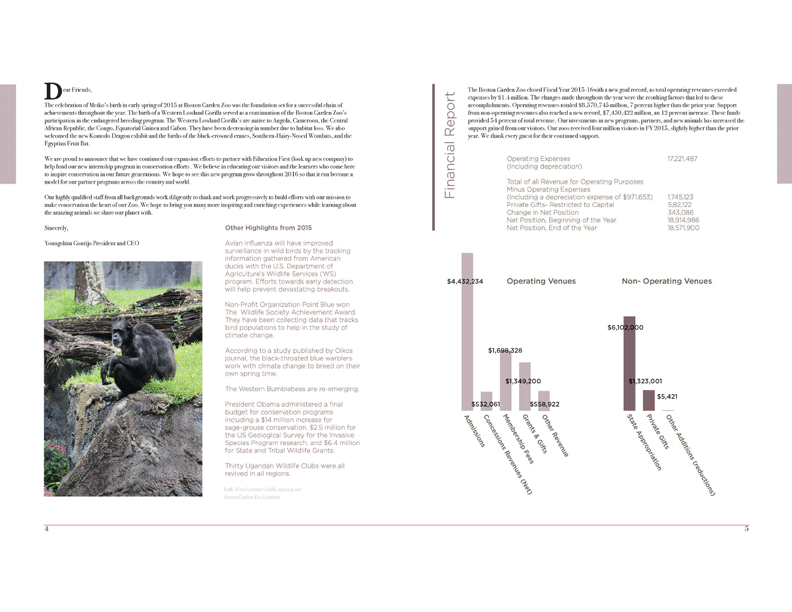 Dear Friends,
The celebration of Meiko's birth in early spring of 2015 at Boston Garden Zoo was the foundation set for a successful chain of
achievements throughout the year. The birth of a Western Lowland Gorilla served as a continuation of the Boston Garden Zoo's
participation in the endangered breeding program. The Western Lowland Gorilla's are native to Angola, Cameroon, the Central
African Republic, the Congo, Equatorial Guinea and Gabon. They have been decreasing in number due to habitat loss. We also
welcomed the new Komodo Dragon exhibit and the births of the black-crowned cranes, Southern-Hairy-Nosed Wombats, and the
Egyptian Fruit Bat.
We are proud to announce that we have continued our expansion efforts to partner with Education First (look up new company) to
help fund our new internship program in conservation efforts . We believe in educating our visitors and the learners who come here
to inspire conservation in our future generations. We hope to see this new program grow throughout 2016 so that it can become a
model for our partner programs across the country and world.
Our highly qualified staff from all backgrounds work diligently to think and work progressively to build efforts with our mission to
make conservation the heart of our Zoo. We hope to bring you many more inspiring and enriching experiences while learning about
the amazing animals we share our planet with.
Sincerely,
Youngshim Gontijo President and CEO
Other Highlights from 2015
Avian influenza will have improved
surveillance in wild birds by the tracking
information gathered from American
ducks with the U.S. Department of
Agriculture's Wildlife Services (WS)
program. Efforts towards early detection
will help prevent devastating breakouts.
Non-Profit Organization Point Blue won
The Wildlife Society Achievement Award.
They have been collecting data that tracks
bird populations to help in the study of
climate change.
According to a study published by Oikos
journal, the black-throated blue warblers
work with climate change to breed on their
own spring time.
The Western Bumblebees are re-emerging.
President Obama administered a final
budget for conservation programs
including a $14 million increase for
sage-grouse conservation, $2.5 million for
the US Geological Survey for the Invasive
Species Program research, and $6.4 million
for State and Tribal Wildlife Grants.
Thirty Ugandan Wildlife Clubs were all
revived in all regions.
Left: West Lowland Gorilla
Boston Garden Zoo Location
4
Financial Report
The Boston Garden Zoo closed Fiscal Year 2015-16with a new goal record, as total operating revenues exceeded
expenses by $1.4 million. The changes made throughout the year were the resulting factors that led to these
accomplishments. Operating revenues totaled $8,570,745 million, 7 percent higher than the prior year. Support
from non-operating revenues also reached a new record, $7,430,422 million, an 12 percent increase. These funds
provided 54 percent of total revenue. Our investments in new programs, partners, and new animals has increased the
support gained from our visitors. Our zoos received four million visitors in FY 2015, slightly higher than the prior
year. We thank every guest for their continued support.
Operating Expenses 17.221.487
(including depreciation)
Total of all Revenue for Operating Purposes
Minus Operating Expenses
(Including a depreciation expense of $971.653) 1.745,123
Private Gifts- Restricted to Capital 5,82,122
Change in Net Position 343,086
Net Position, Beginning of the Year 18,914,986
Net Position, End of the Year 18,571,900
Operating Venues
$4,432,234
$532,061
$1,698,328
$1,349,200
$558,922
Admissions
Concessions Revenues (Net)
Membership Fees
Grants & Gifts
Other Revenue
Non- Operating Venues
$6,102,000
$1,323,001
$5,421
State Appropriation
Private Gifts
Other Additions (reductions)
5